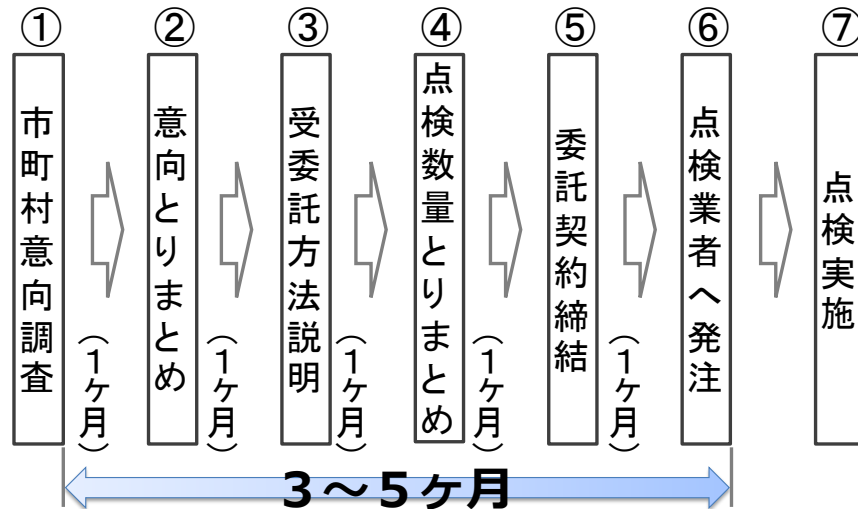 ①
②
③
④
⑤
⑥
⑦
市町村意向調査
(1ヶ月)
意向とりまとめ
(1ヶ月)
受委託方法説明
(1ヶ月)
点検数量とりまとめ
(1ヶ月)
委託契約締結
(1ヶ月)
点検業者へ発注
点検実施
3～5ヶ月